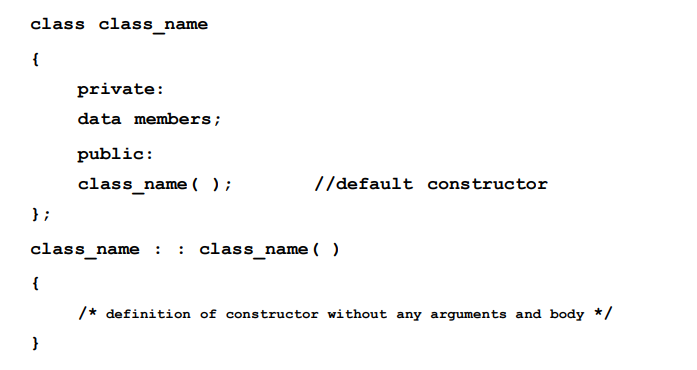 class class_name
{
private:
data members;
public:
class_name( ); //default constructor
};
class_name : : class_name( )
{
/* definition of constructor without any arguments and body */
}